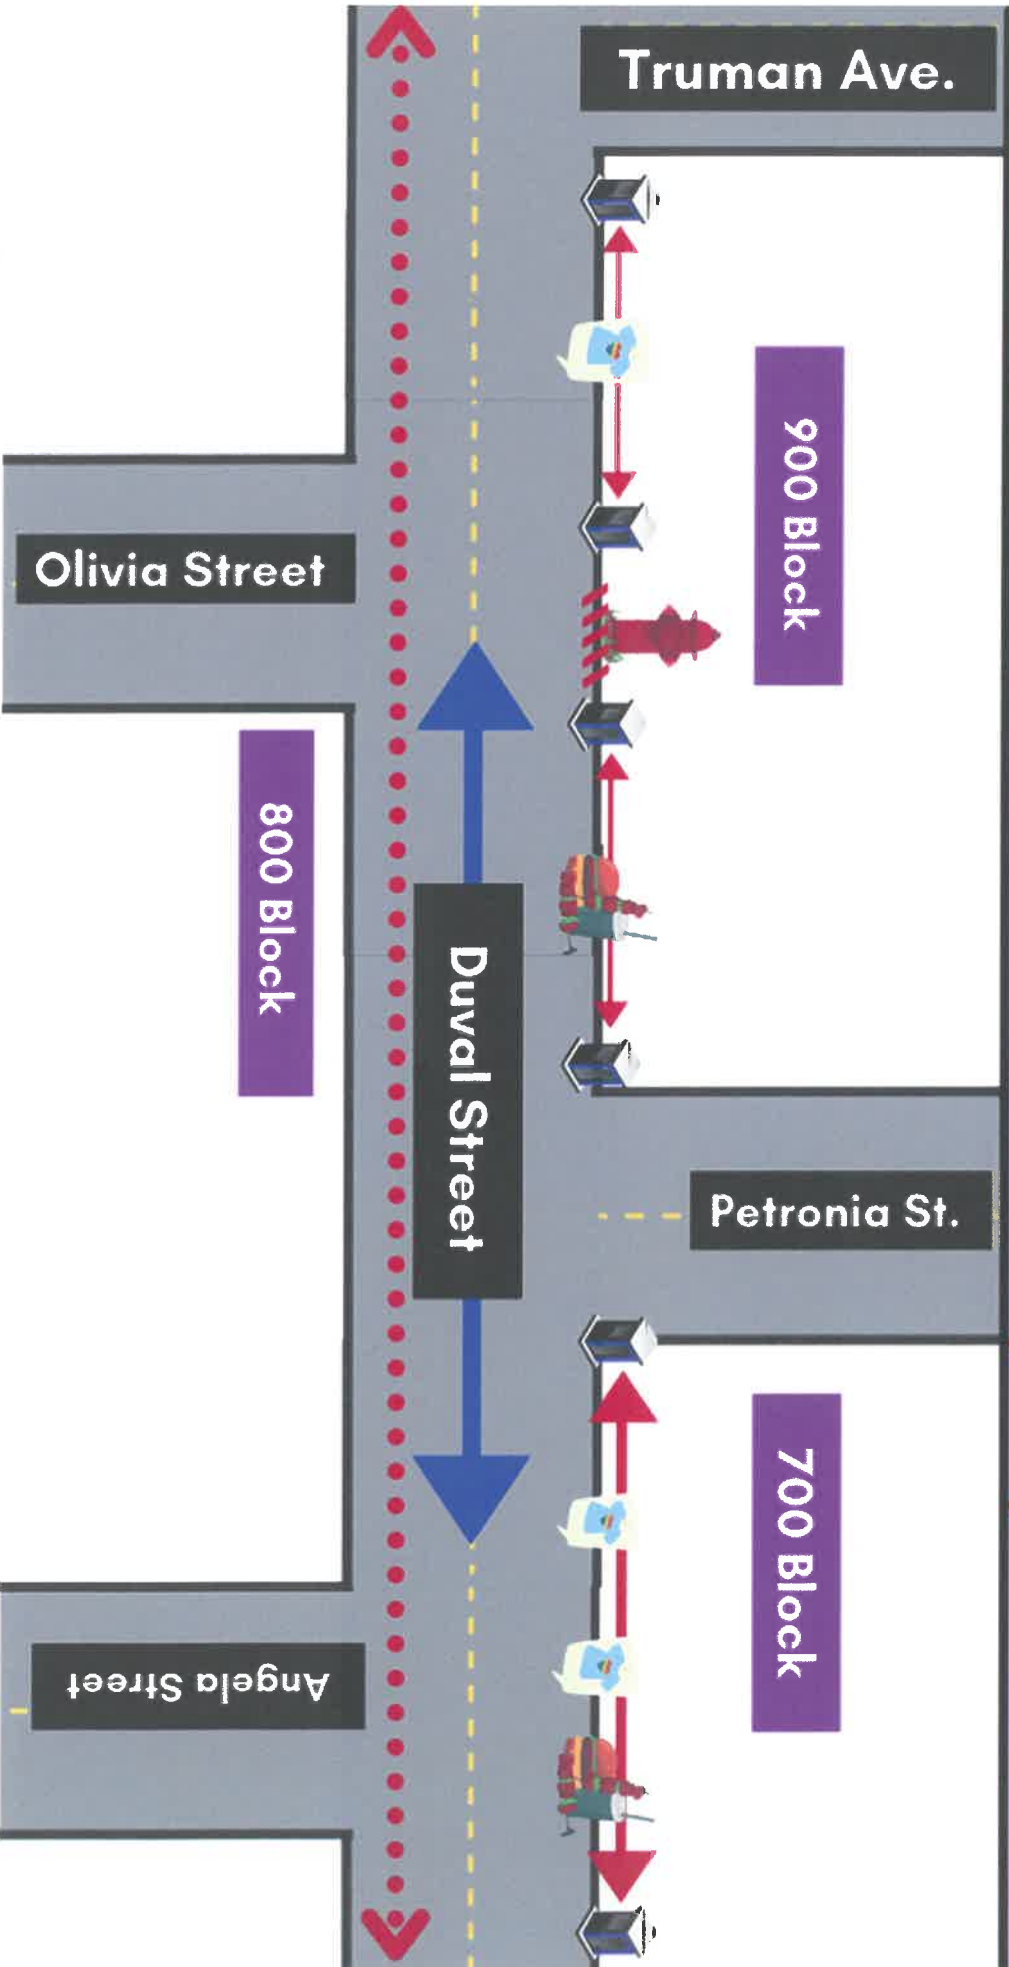 Truman Ave.
900 Block
Olivia Street
800 Block
Duval Street
Petronia St.
700 Block
Angela Street